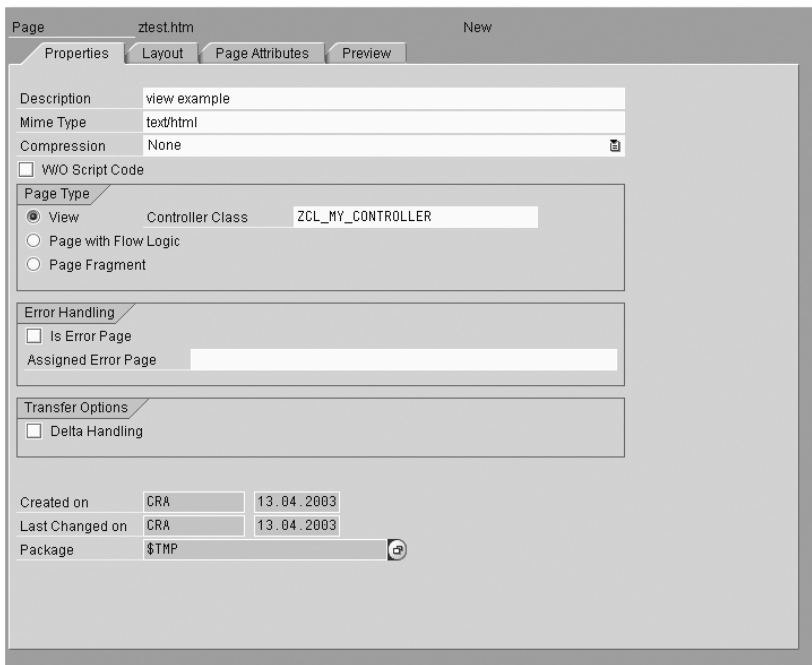 Page ztest.htm New
Properties Layout Page Attributes Preview
Description view example
Mime Type text/html
Compression None
W/O Script Code
Page Type
View Controller Class ZCL_MY_CONTROLLER
Page with Flow Logic
Page Fragment
Error Handling
Is Error Page
Assigned Error Page
Transfer Options
Delta Handling
Created on CRA 13.04.2003
Last Changed on CRA 13.04.2003
Package $TMP